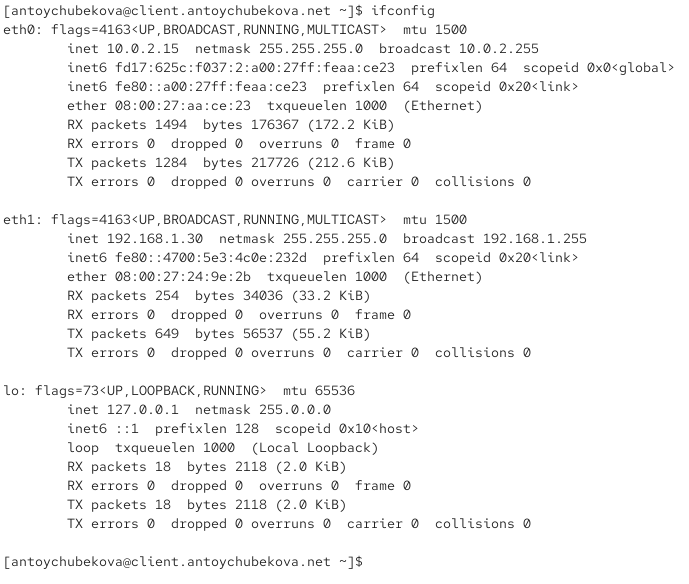 [antoychubekova@client.antoychubekova.net ~]$ ifconfig
eth0: flags=4163<UP,BROADCAST,RUNNING,MULTICAST>  mtu 1500
        inet 10.0.2.15  netmask 255.255.255.0  broadcast 10.0.2.255
        inet6 fd17:625c:f037:2:a00:27ff:feaa:ce23  prefixlen 64  scopeid 0x0<global>
        inet6 fe80::a00:27ff:feaa:ce23  prefixlen 64  scopeid 0x20<link>
        ether 08:00:27:aa:ce:23  txqueuelen 1000  (Ethernet)
        RX packets 1494  bytes 176367 (172.2 KiB)
        RX errors 0  dropped 0  overruns 0  frame 0
        TX packets 1284  bytes 217726 (212.6 KiB)
        TX errors 0  dropped 0 overruns 0  carrier 0  collisions 0

eth1: flags=4163<UP,BROADCAST,RUNNING,MULTICAST>  mtu 1500
        inet 192.168.1.30  netmask 255.255.255.0  broadcast 192.168.1.255
        inet6 fe80::4700:5e3:4c0e:232d  prefixlen 64  scopeid 0x20<link>
        ether 08:00:27:24:9e:2b  txqueuelen 1000  (Ethernet)
        RX packets 254  bytes 34036 (33.2 KiB)
        RX errors 0  dropped 0  overruns 0  frame 0
        TX packets 649  bytes 56537 (55.2 KiB)
        TX errors 0  dropped 0 overruns 0  carrier 0  collisions 0

lo: flags=73<UP,LOOPBACK,RUNNING>  mtu 65536
        inet 127.0.0.1  netmask 255.0.0.0
        inet6 ::1  prefixlen 128  scopeid 0x10<host>
        loop  txqueuelen 1000  (Local Loopback)
        RX packets 18  bytes 2118 (2.0 KiB)
        RX errors 0  dropped 0  overruns 0  frame 0
        TX packets 18  bytes 2118 (2.0 KiB)
        TX errors 0  dropped 0 overruns 0  carrier 0  collisions 0

[antoychubekova@client.antoychubekova.net ~]$